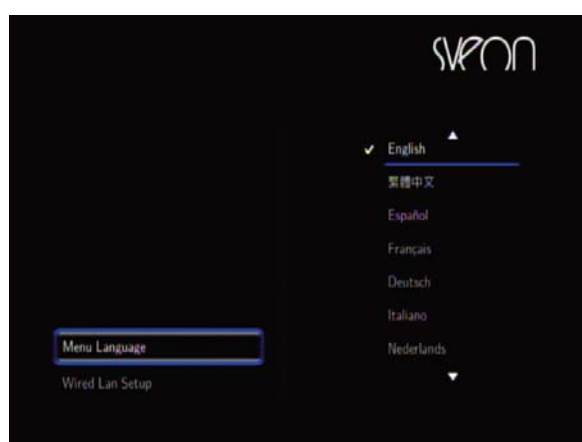 sveon
English
繁體中文
Español
Français
Deutsch
Italiano
Nederlands
Menu Language
Wired Lan Setup